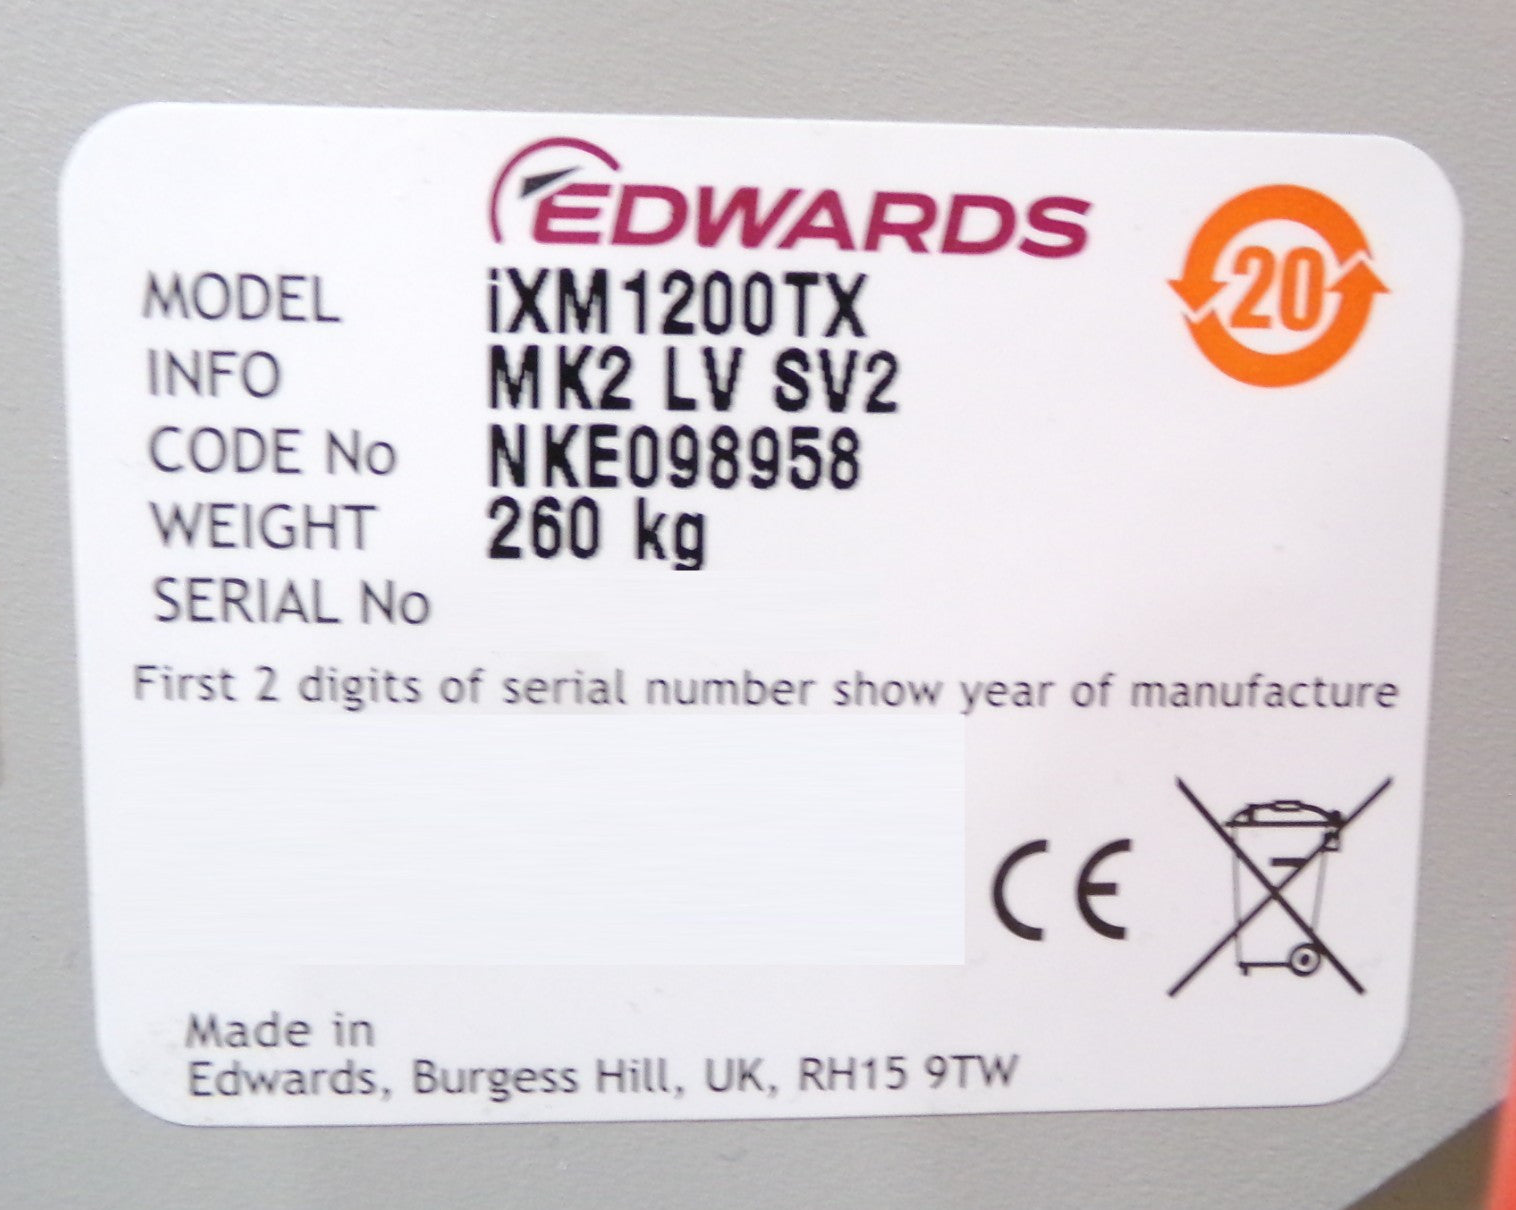 EDWARDS
20
MODEL iXM1200TX
INFO MK2 LV SV2
CODE No NKE098958
WEIGHT 260 kg
SERIAL No
First 2 digits of serial number show year of manufacture
CE
Made in
Edwards, Burgess Hill, UK, RH15 9TW